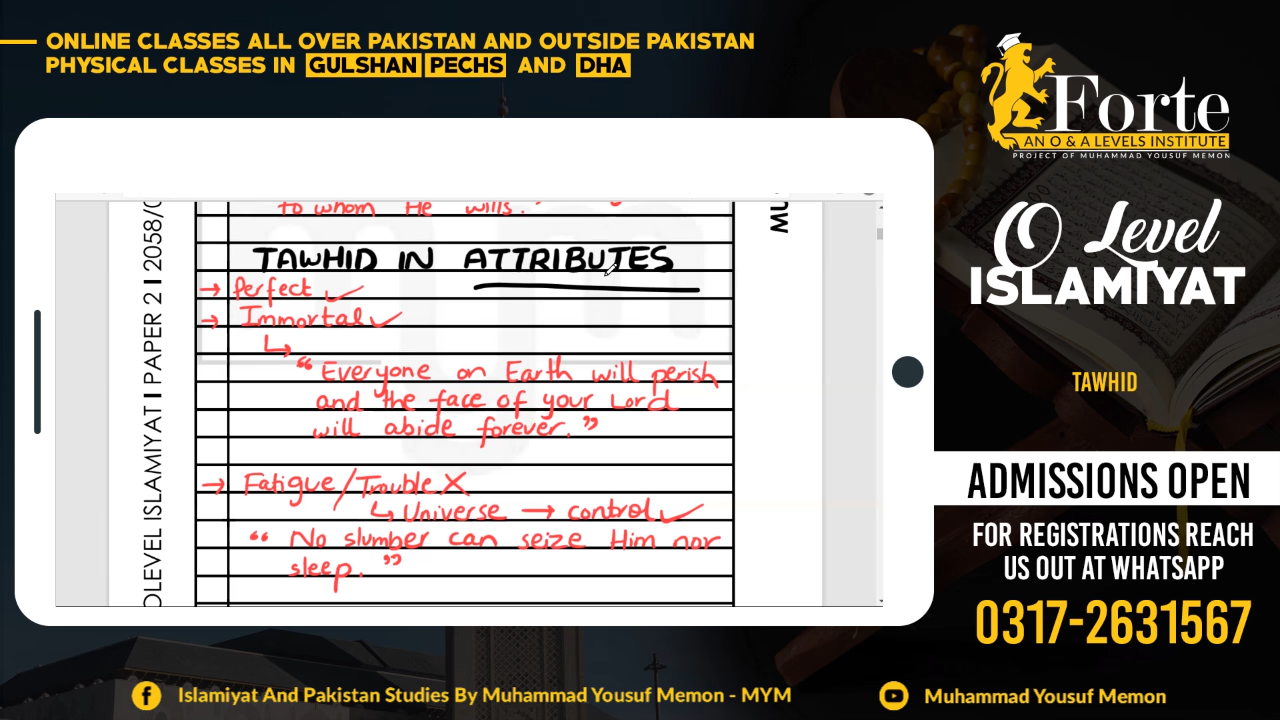 ONLINE CLASSES ALL OVER PAKISTAN AND OUTSIDE PAKISTAN
PHYSICAL CLASSES IN GULSHAN PECHS AND DHA
Forte
AN O & A LEVELS INSTITUTE
PROJECT OF MUHAMMAD YOUSUF MEMON
O Level
ISLAMIYAT
TAWHID
ADMISSIONS OPEN
FOR REGISTRATIONS REACH
US OUT AT WHATSAPP
0317-2631567
OLEVEL ISLAMIYAT I PAPER 2 I 2058/0
MU
to whom He wills."
TAWHID IN ATTRIBUTES
→ Perfect ✓
→ Immortal ✓
↳
" Everyone on Earth will perish
and the face of your Lord
will abide forever. "
→ Fatigue/Trouble X
↳ Universe → control ✓
" No slumber can seize Him nor
sleep. "
Islamiyat And Pakistan Studies By Muhammad Yousuf Memon - MYM
Muhammad Yousuf Memon